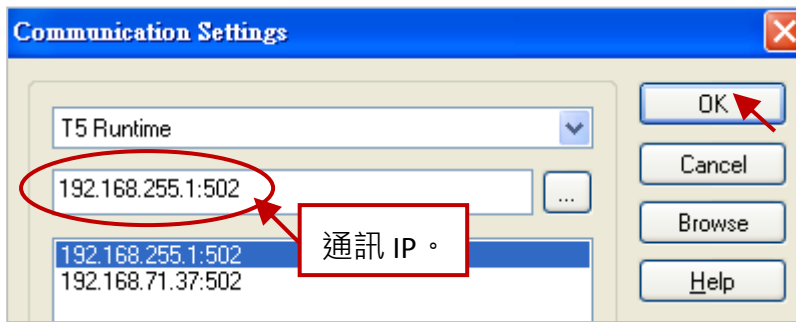 Communication Settings
T5 Runtime
192.168.255.1:502
...
通訊 IP。
192.168.255.1:502
192.168.71.37:502
OK
Cancel
Browse
Help